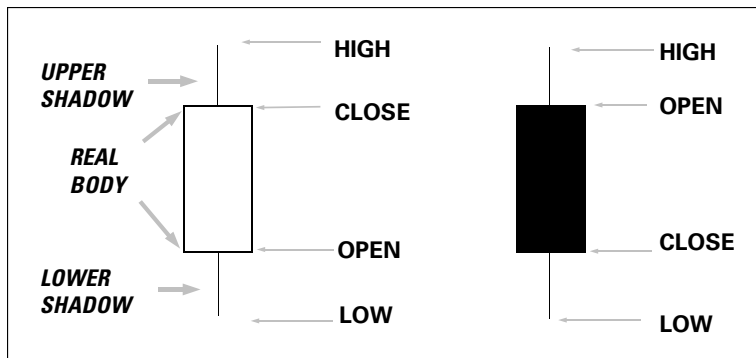 UPPER
SHADOW
REAL
BODY
LOWER
SHADOW
HIGH
CLOSE
OPEN
LOW
HIGH
OPEN
CLOSE
LOW